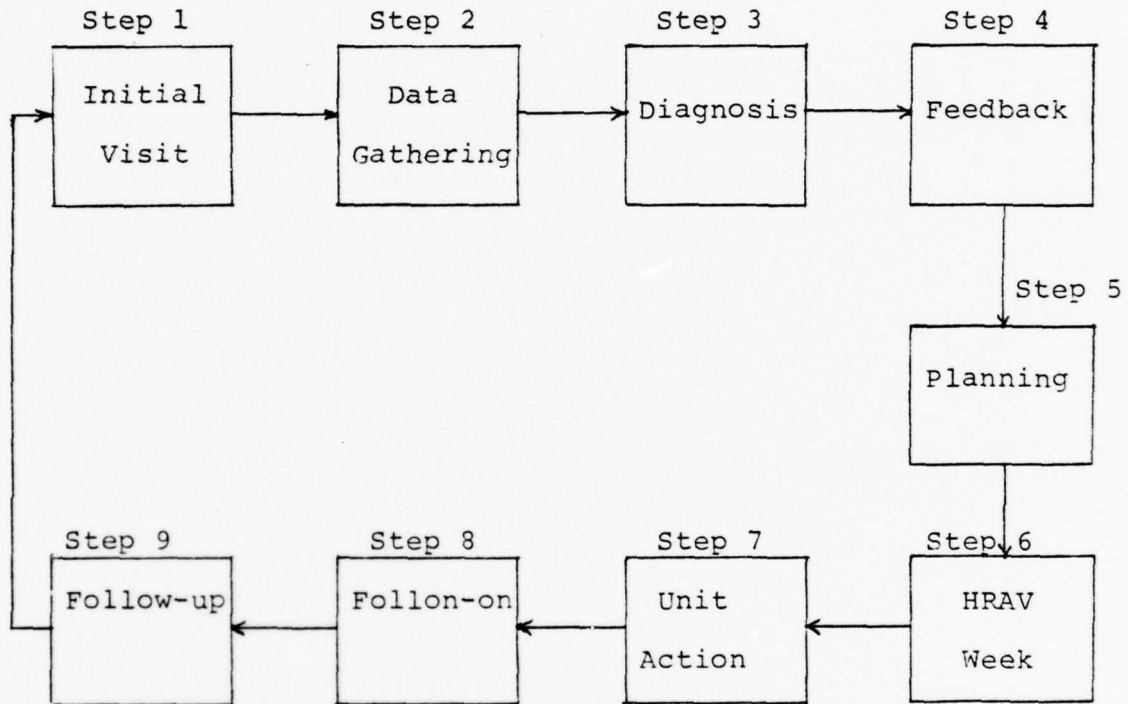 Step 1
Initial
Visit
Step 2
Data
Gathering
Step 3
Diagnosis
Step 4
Feedback
Step 5
Planning
Step 6
HRAV
Week
Step 7
Unit
Action
Step 8
Follon-on
Step 9
Follow-up